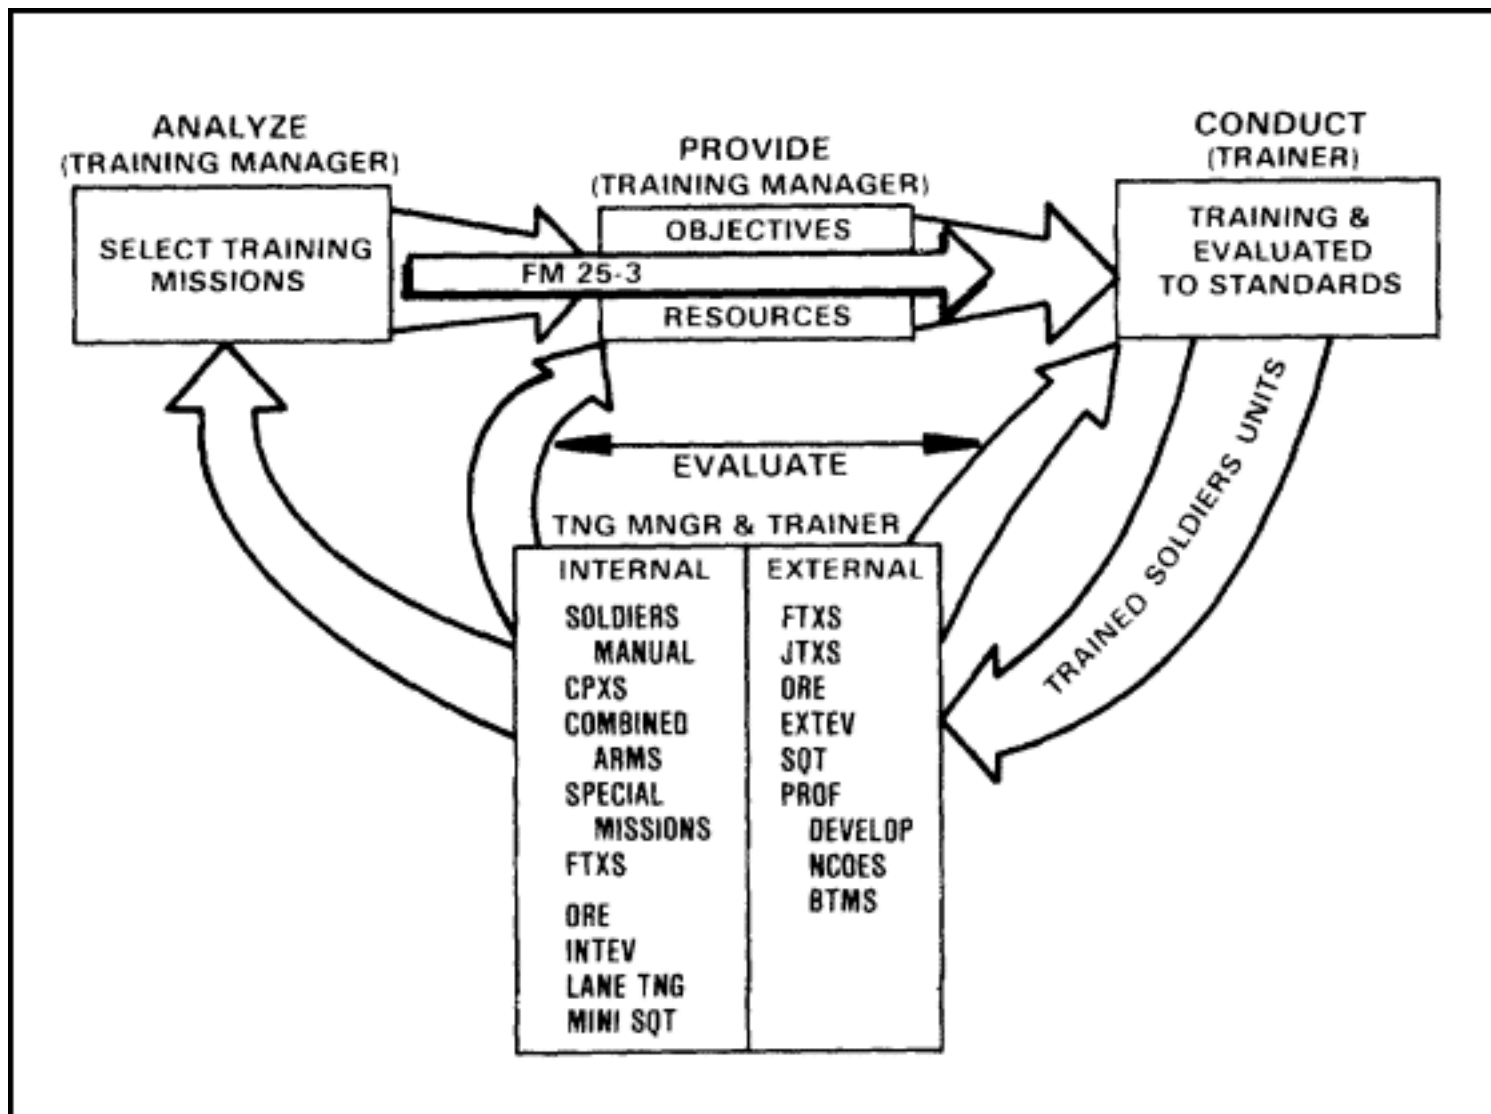 ANALYZE
(TRAINING MANAGER)
SELECT TRAINING
MISSIONS
PROVIDE
(TRAINING MANAGER)
OBJECTIVES
FM 25-3
RESOURCES
CONDUCT
(TRAINER)
TRAINING &
EVALUATED
TO STANDARDS
TRAINED SOLDIERS UNITS
EVALUATE
TNG MNGR & TRAINER
INTERNAL
SOLDIERS
MANUAL
CPXS
COMBINED
ARMS
SPECIAL
MISSIONS
FTXS
ORE
INTEV
LANE TNG
MINI SQT
EXTERNAL
FTXS
JTXS
ORE
EXTEV
SQT
PROF
DEVELOP
NCOES
BTMS